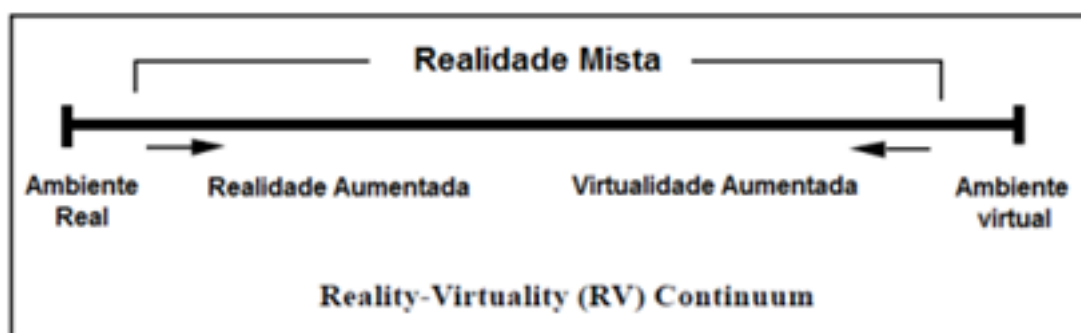 Realidade Mista
Ambiente Real
Realidade Aumentada
Virtualidade Aumentada
Ambiente virtual
Reality-Virtuality (RV) Continuum